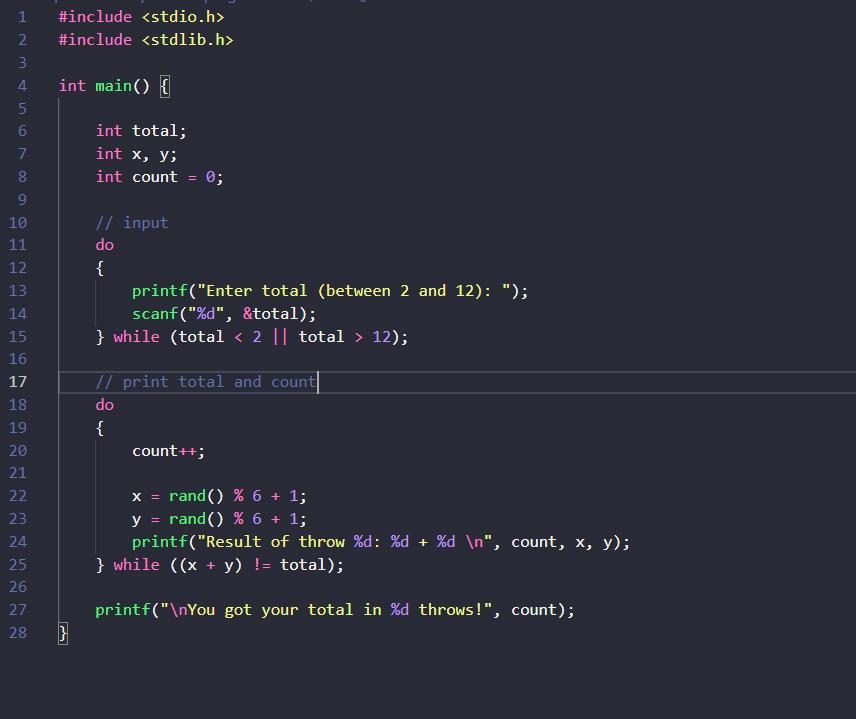 1 #include <stdio.h>
2 #include <stdlib.h>
3
4 int main() {
5
6     int total;
7     int x, y;
8     int count = 0;
9
10     // input
11     do
12     {
13         printf("Enter total (between 2 and 12): ");
14         scanf("%d", &total);
15     } while (total < 2 || total > 12);
16
17     // print total and count
18     do
19     {
20         count++;
21
22         x = rand() % 6 + 1;
23         y = rand() % 6 + 1;
24         printf("Result of throw %d: %d + %d \n", count, x, y);
25     } while ((x + y) != total);
26
27     printf("\nYou got your total in %d throws!", count);
28 }